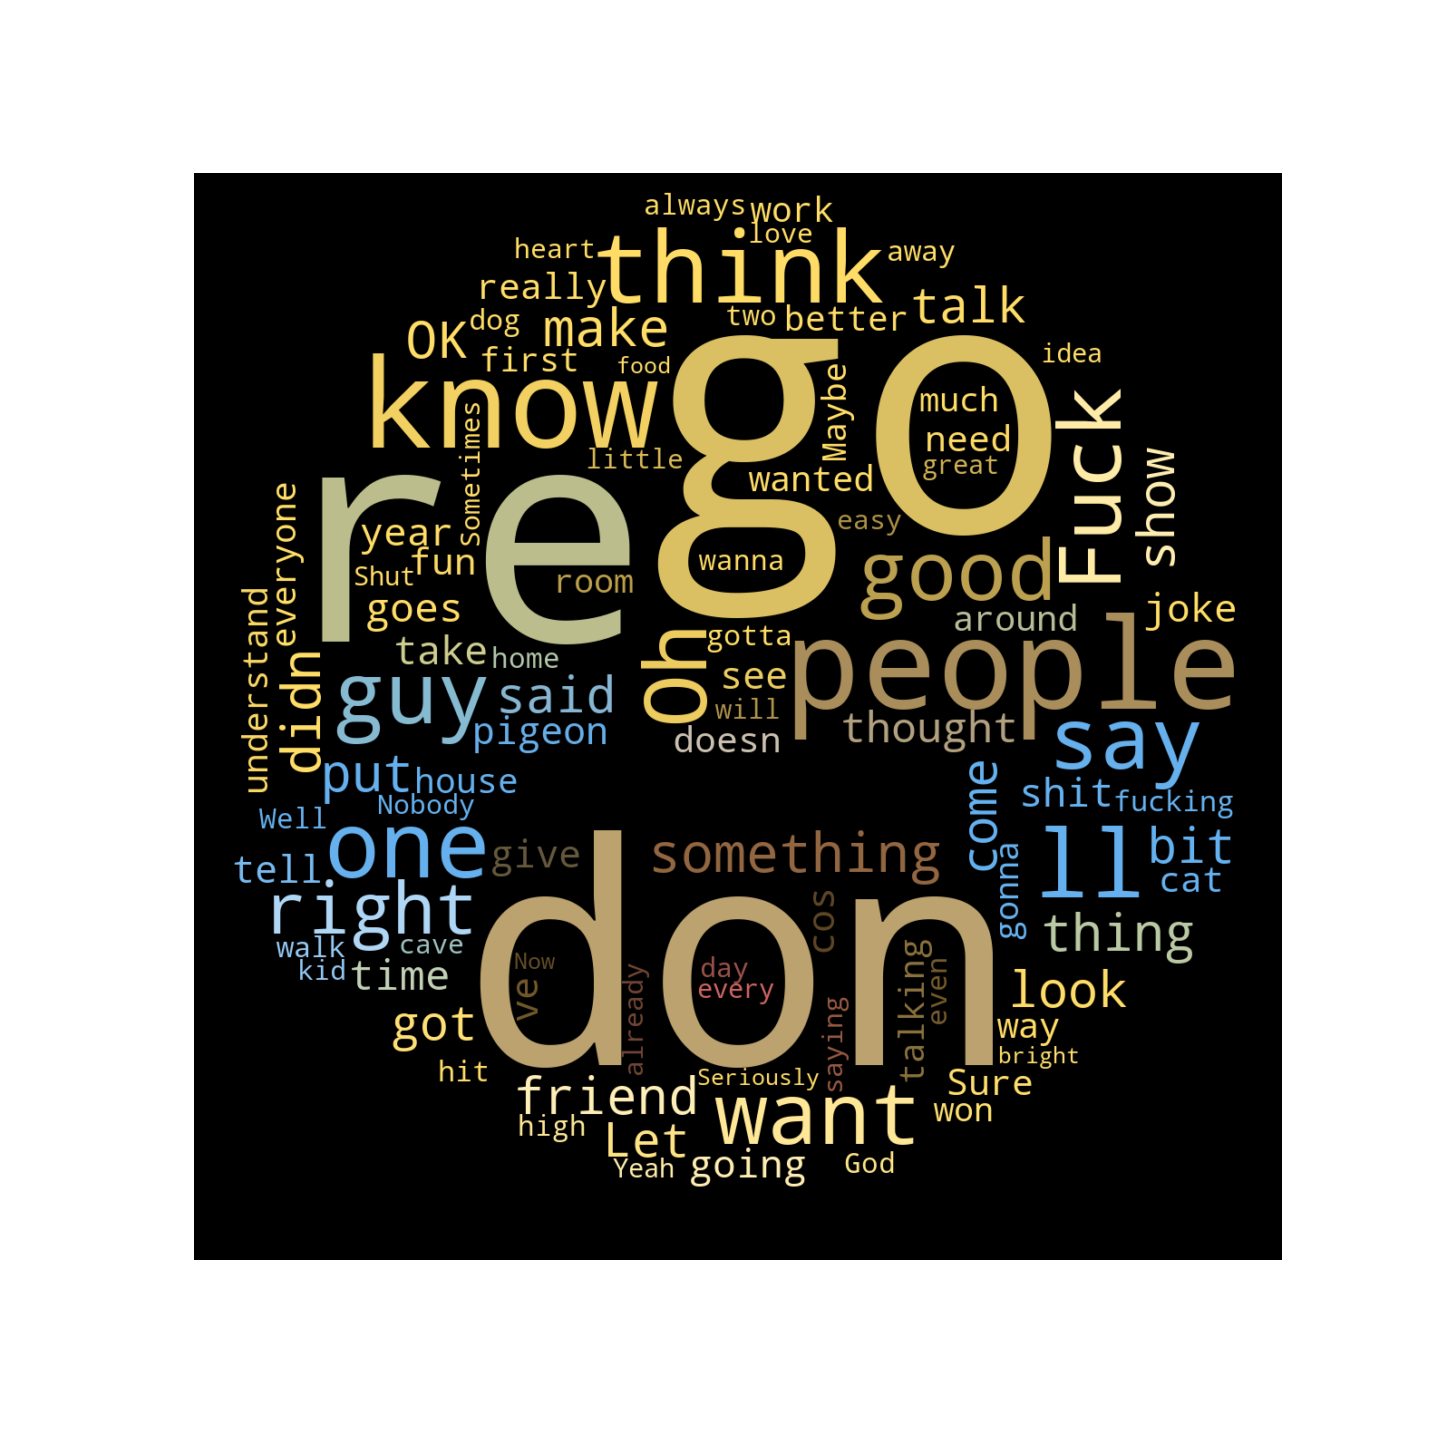 always work
love
heart think away
really
two better talk
OK dog make
first food idea
know go
Maybe much
need
great
Sometimes little
wanted
Fuck
show
re
easy
everyone year
fun
Shut
wanna
room
good
understand goes
around joke
didn
take home
Oh gotta
people
guy said
see
will
pigeon
doesn thought
say
put house
Nobody
come shit fucking
Well
one give
something
ll bit
tell cat
gonna
right
don
cos
walk cave
thing
kid time
Now
ve
day
every
already
talking
even
look
saying
got
way
hit
bright
friend Seriously
Sure
want won
high Let
Yeah going God